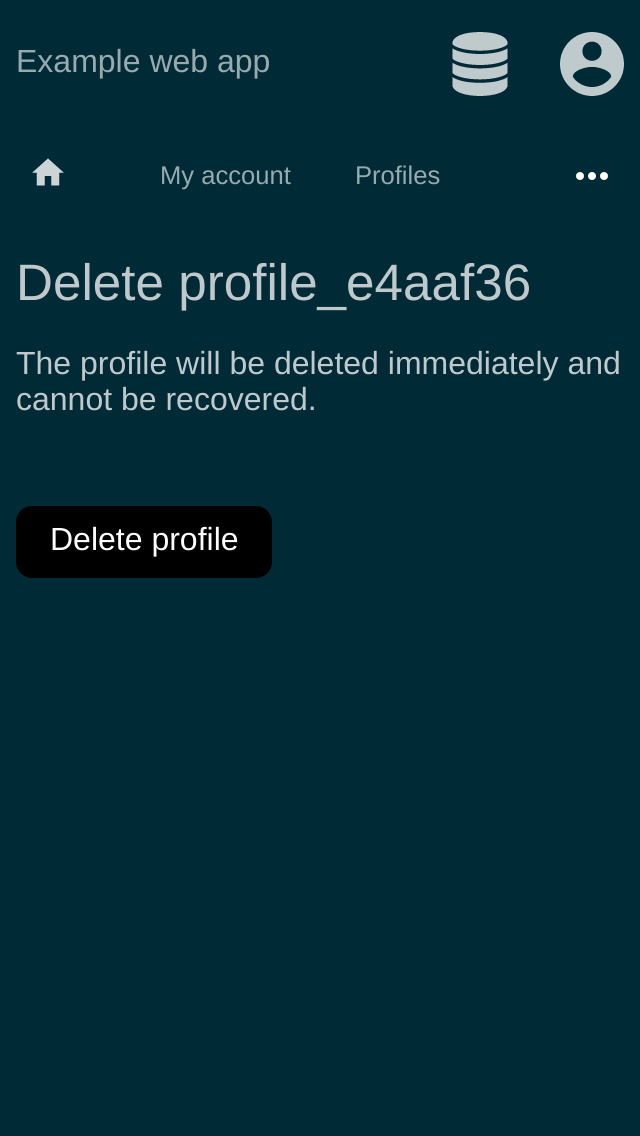 Example web app
My account Profiles
Delete profile_e4aaf36
The profile will be deleted immediately and
cannot be recovered.
Delete profile